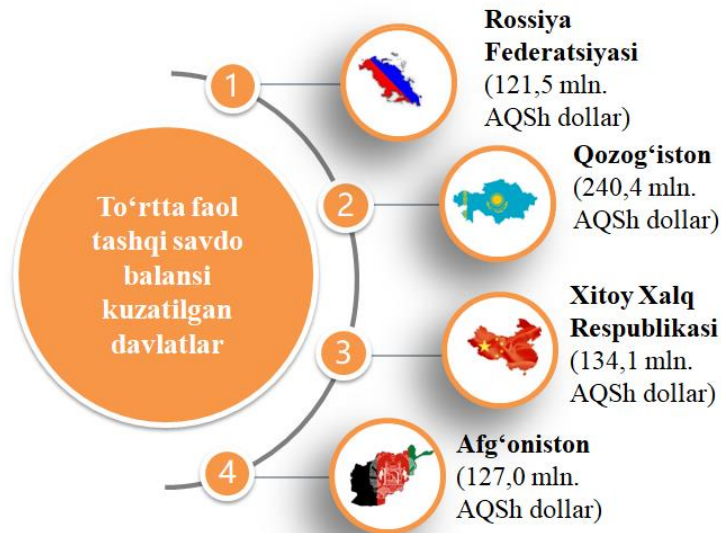 To‘rtta faol
tashqi savdo
balansi
kuzatilgan
davlatlar
1
Rossiya
Federatsiyasi
(121,5 mln.
AQSh dollar)
2
Qozog‘iston
(240,4 mln.
AQSh dollar)
3
Xitoy Xalq
Respublikasi
(134,1 mln.
AQSh dollar)
4
Afg‘oniston
(127,0 mln.
AQSh dollar)